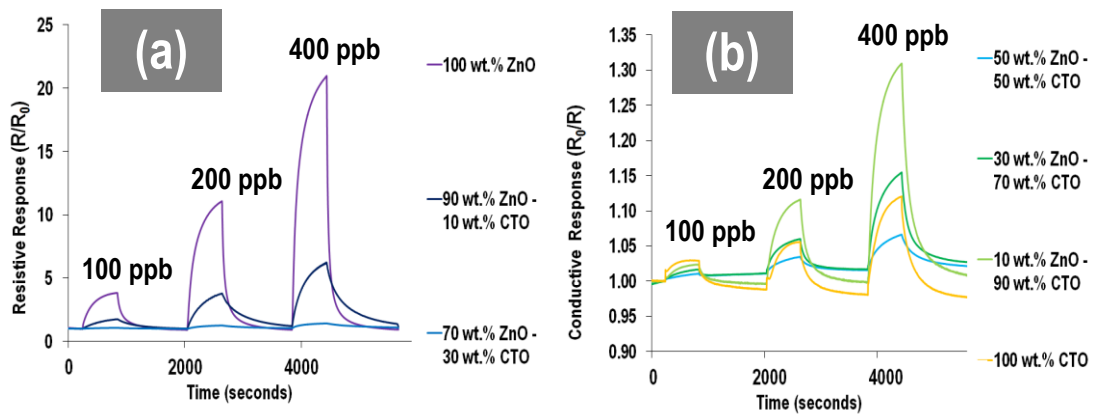 (a)
25
20
15
10
5
0
Resistive Response (R/R₀)
100 ppb
200 ppb
400 ppb
0
2000
4000
Time (seconds)
100 wt.% ZnO
90 wt.% ZnO -
10 wt.% CTO
70 wt.% ZnO -
30 wt.% CTO
(b)
1.35
1.30
1.25
1.20
1.15
1.10
1.05
1.00
0.95
0.90
Conductive Response (R₀/R)
100 ppb
200 ppb
400 ppb
0
2000
4000
Time (seconds)
50 wt.% ZnO -
50 wt.% CTO
30 wt.% ZnO -
70 wt.% CTO
10 wt.% ZnO -
90 wt.% CTO
100 wt.% CTO